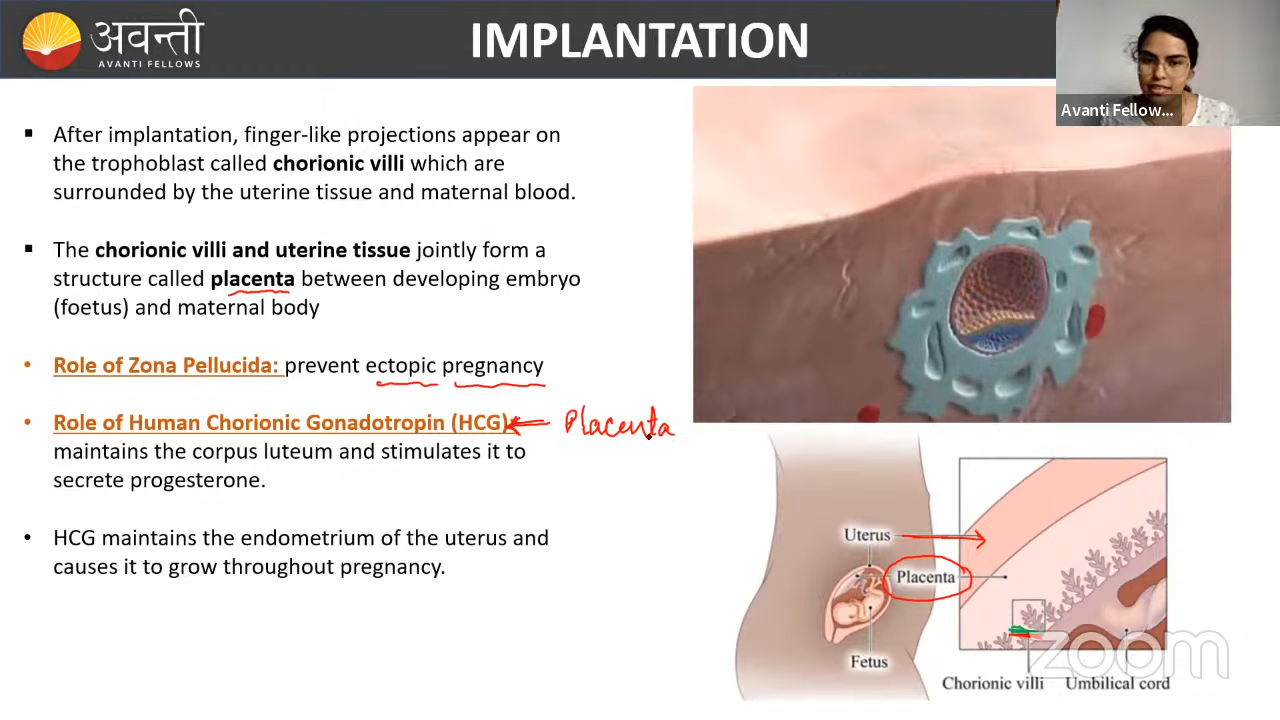 अवन्ती
AVANTI FELLOWS
IMPLANTATION
Avanti Fellow...
▪ After implantation, finger-like projections appear on
the trophoblast called chorionic villi which are
surrounded by the uterine tissue and maternal blood.
▪ The chorionic villi and uterine tissue jointly form a
structure called placenta between developing embryo
(foetus) and maternal body
• Role of Zona Pellucida: prevent ectopic pregnancy
• Role of Human Chorionic Gonadotropin (HCG) Placenta
maintains the corpus luteum and stimulates it to
secrete progesterone.
• HCG maintains the endometrium of the uterus and
causes it to grow throughout pregnancy.
Uterus
Placenta
Fetus
Chorionic villi Umbilical cord
zoom